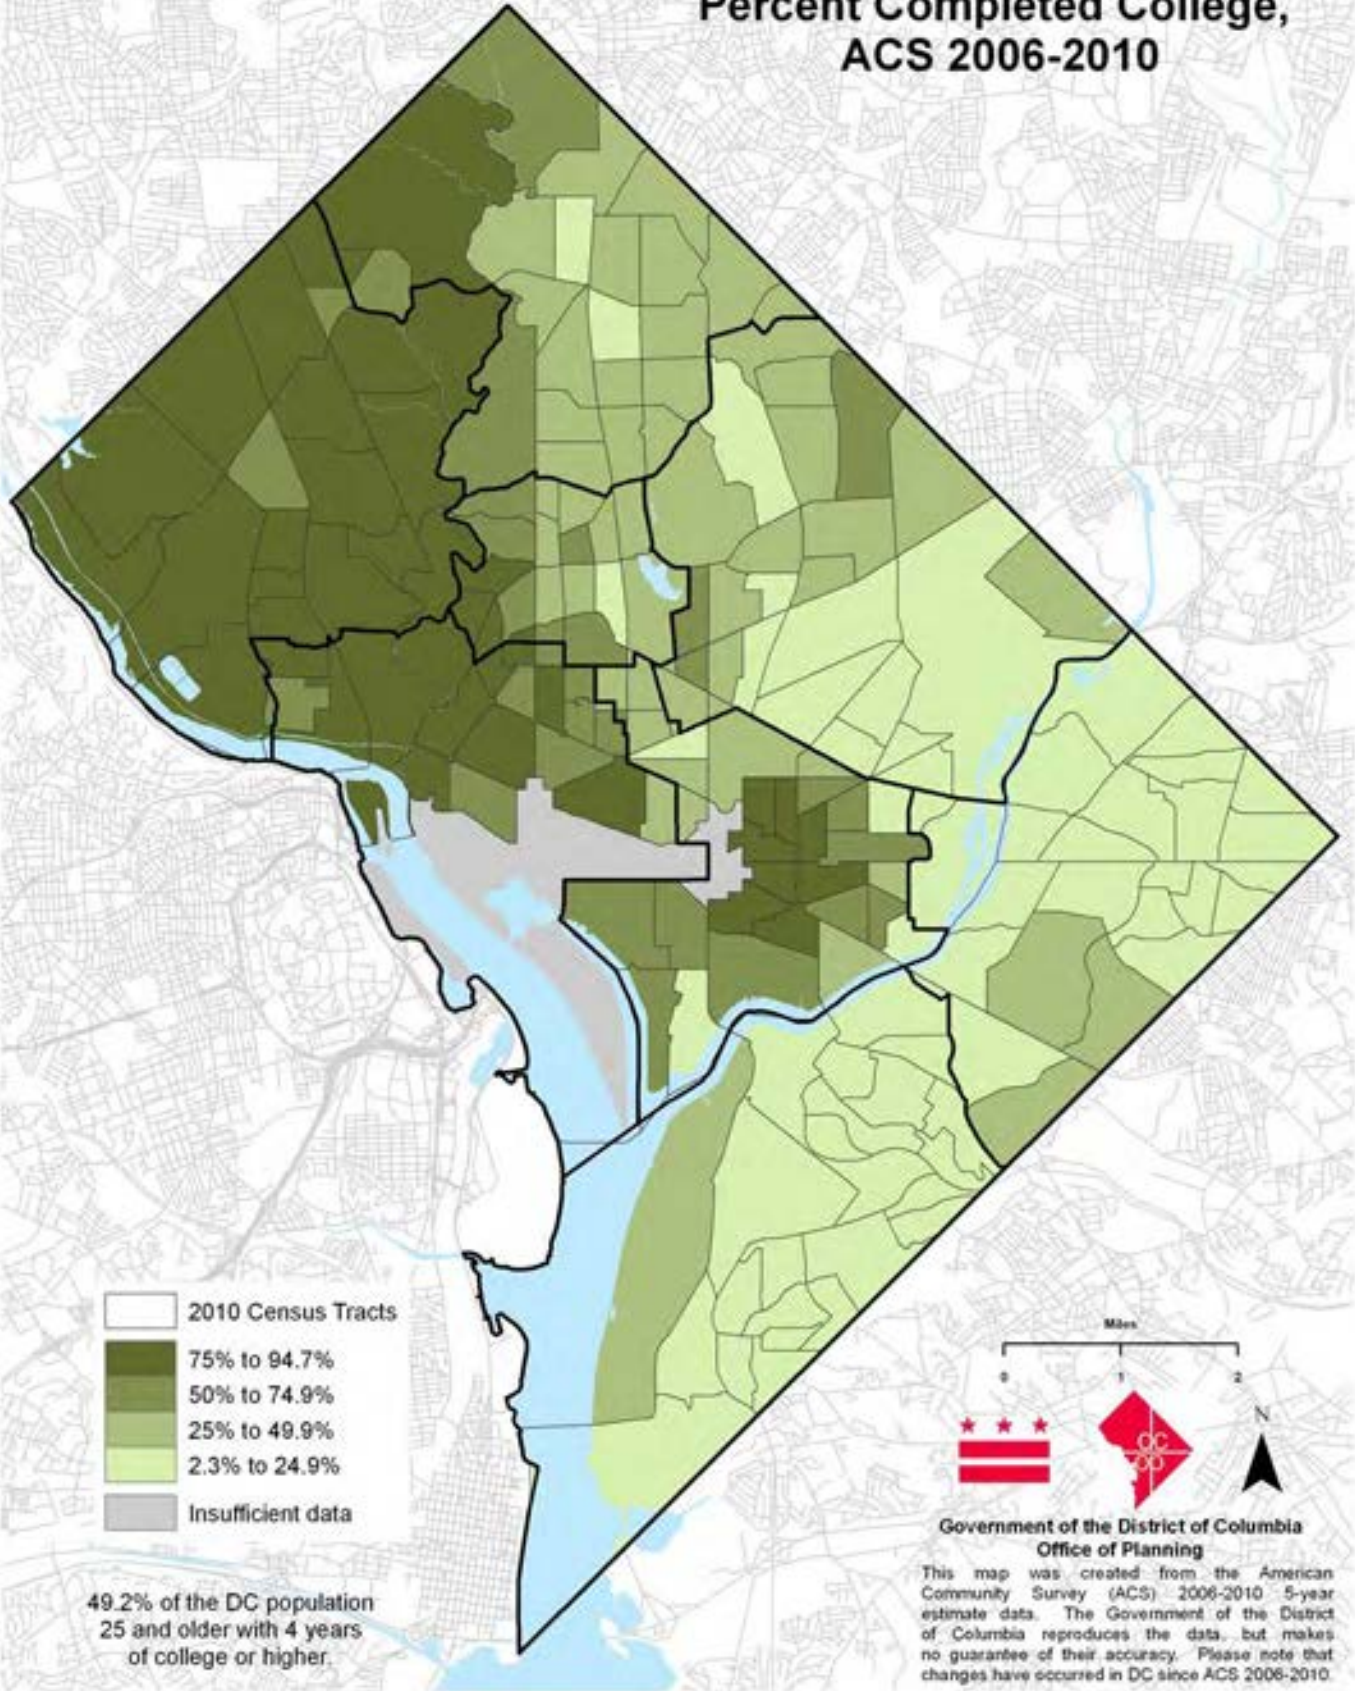 Percent Completed College,
ACS 2006-2010
2010 Census Tracts
75% to 94.7%
50% to 74.9%
25% to 49.9%
2.3% to 24.9%
Insufficient data
49.2% of the DC population
25 and older with 4 years
of college or higher.
Miles
0 1 2
N
DC
OP
Government of the District of Columbia
Office of Planning
This map was created from the American
Community Survey (ACS) 2006-2010 5-year
estimate data. The Government of the District
of Columbia reproduces the data, but makes
no guarantee of their accuracy. Please note that
changes have occurred in DC since ACS 2006-2010.